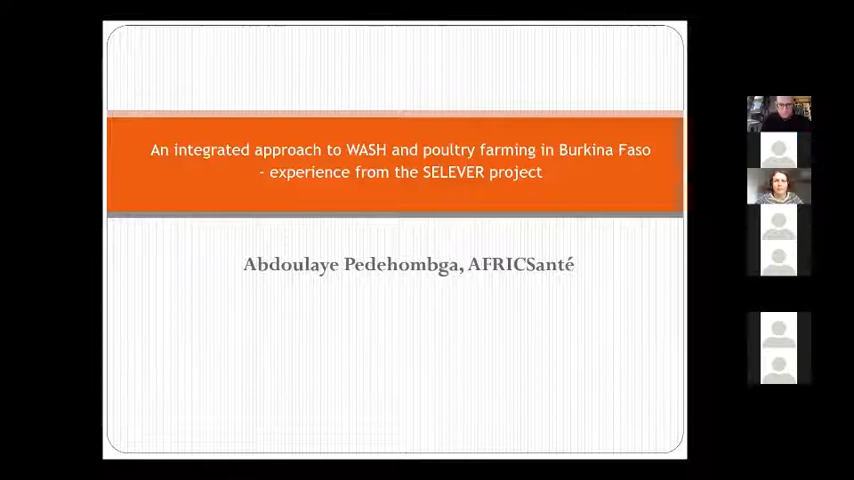 An integrated approach to WASH and poultry farming in Burkina Faso
- experience from the SELEVER project
Abdoulaye Pedehombga, AFRICSanté